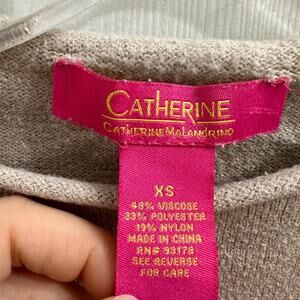 CATHERINE
CATHERINE MALANDRINO
XS
48% VISCOSE
33% POLYESTER
19% NYLON
MADE IN CHINA
RN# 93178
SEE REVERSE
FOR CARE